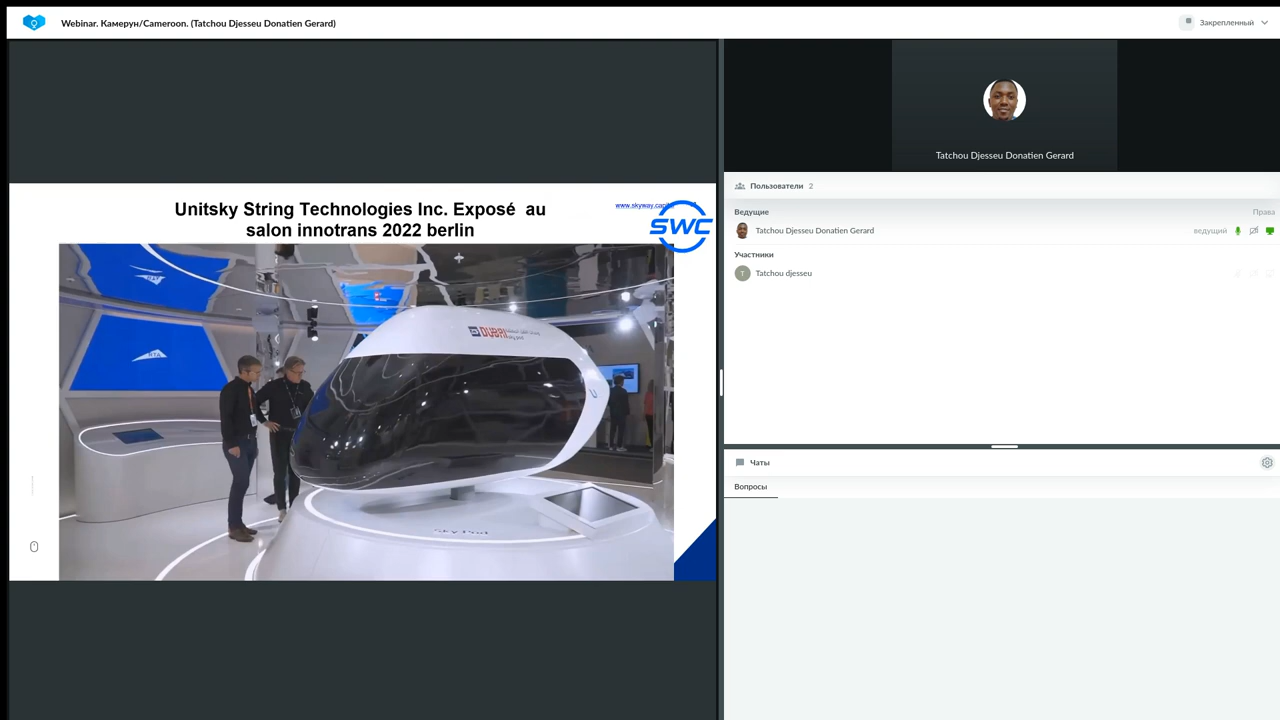 Webinar. Камерун/Cameroon. (Tatchou Djesseu Donatien Gerard)
Закрепленный
Unitsky String Technologies Inc. Exposé au
salon innotrans 2022 berlin
SWC
DUBAI
U
Tatchou Djesseu Donatien Gerard
Пользователи 2
Ведущие
Права
Tatchou Djesseu Donatien Gerard
ведущий
Участники
T
Tatchou djesseu
Чаты
Вопросы